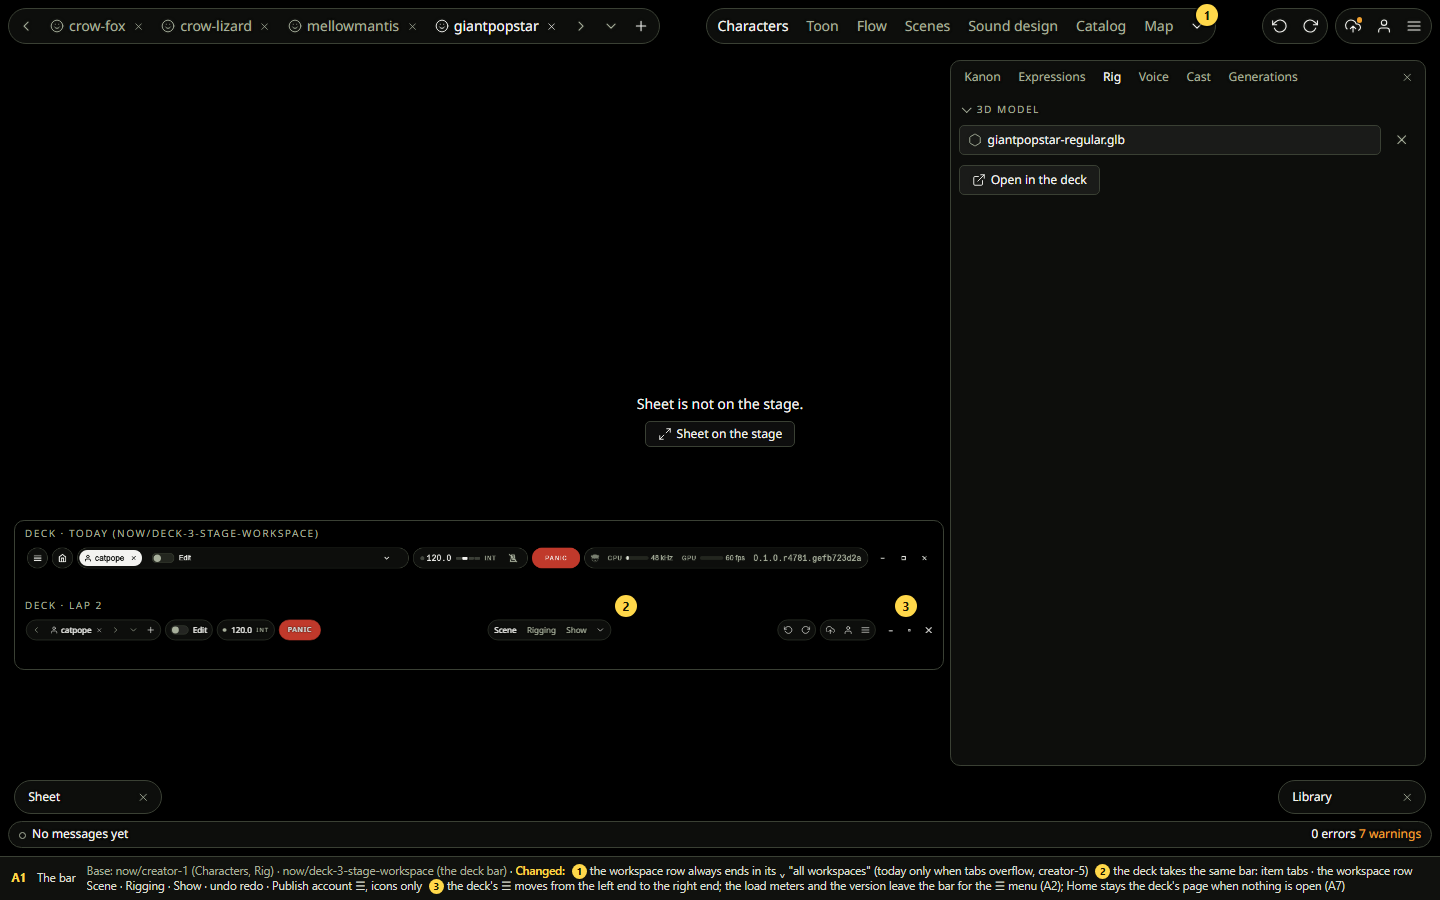 crow-fox crow-lizard mellowmantis giantpopstar Characters Toon Flow Scenes Sound design Catalog Map 1
Kanon Expressions Rig Voice Cast Generations
3D MODEL
giantpopstar-regular.glb
Open in the deck
Sheet is not on the stage.
Sheet on the stage
DECK · TODAY (NOW/DECK-3-STAGE-WORKSPACE)
catpope Edit 120.0 INT PANIC CPU 48 kHz GPU 60 fps 0.1.0.r4781.gefb723d2a
DECK · LAP 2 2 3
catpope Edit 120.0 INT PANIC Scene Rigging Show
Sheet Library
No messages yet 0 errors 7 warnings
A1 The bar Base: now/creator-1 (Characters, Rig) · now/deck-3-stage-workspace (the deck bar) · Changed: 1 the workspace row always ends in its ⌄ "all workspaces" (today only when tabs overflow, creator-5) 2 the deck takes the same bar: item tabs · the workspace row
Scene · Rigging · Show · undo redo · Publish account ☰, icons only 3 the deck's ☰ moves from the left end to the right end; the load meters and the version leave the bar for the ☰ menu (A2); Home stays the deck's page when nothing is open (A7)